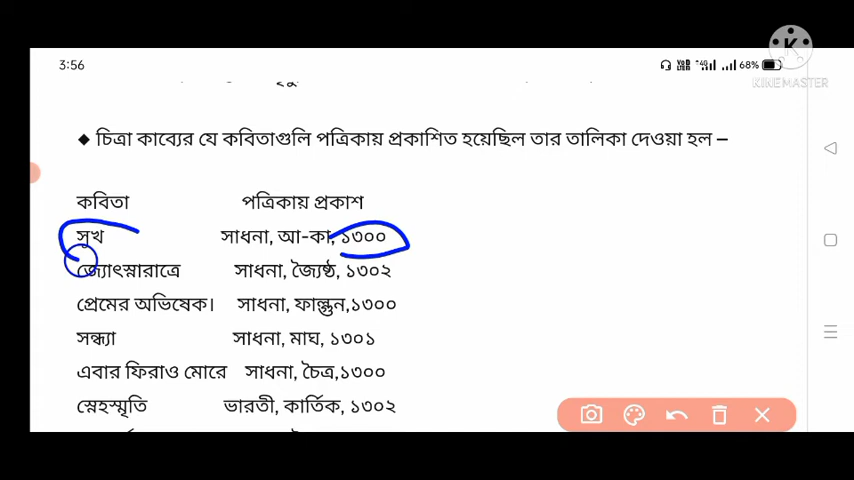 3:56
68%
KINEMASTER
◆ চিত্রা কাব্যের যে কবিতাগুলি পত্রিকায় প্রকাশিত হয়েছিল তার তালিকা দেওয়া হল –
কবিতা পত্রিকায় প্রকাশ
সুখ সাধনা, আ-কা, ১৩০০
জ্যোৎস্নারাত্রে সাধনা, জ্যৈষ্ঠ, ১৩০২
প্রেমের অভিষেক। সাধনা, ফাল্গুন,১৩০০
সন্ধ্যা সাধনা, মাঘ, ১৩০১
এবার ফিরাও মোরে সাধনা, চৈত্র,১৩০০
স্নেহস্মৃতি ভারতী, কার্তিক, ১৩০২